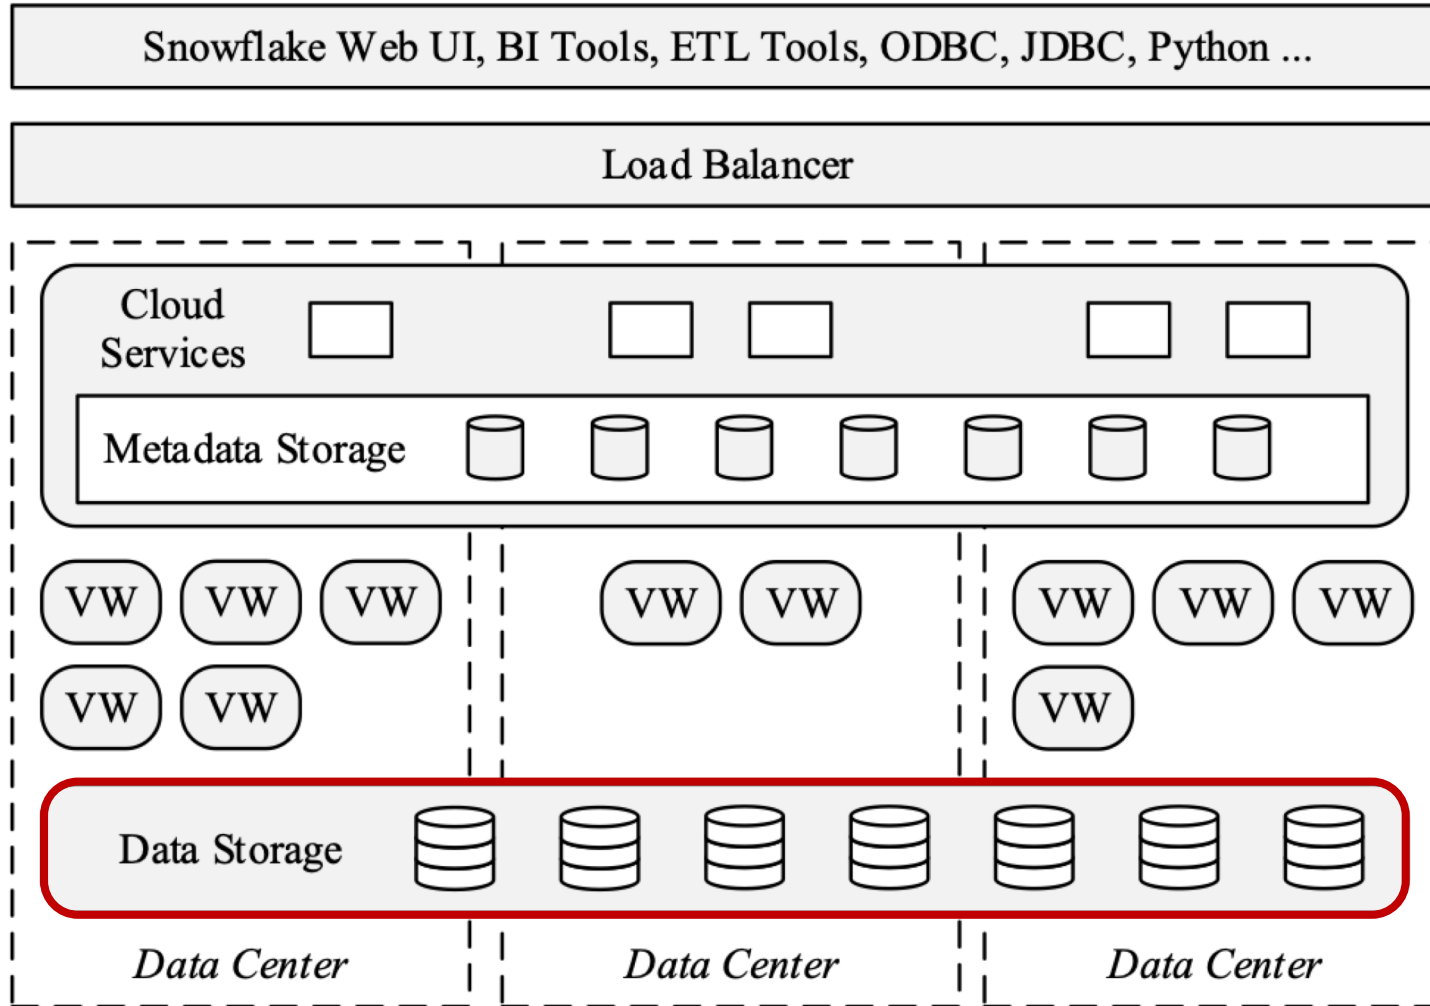 Snowflake Web UI, BI Tools, ETL Tools, ODBC, JDBC, Python ...
Load Balancer
Cloud
Services
Metadata Storage
VW VW VW VW VW VW VW VW
VW VW VW
Data Storage
Data Center Data Center Data Center